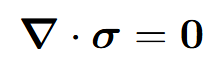 ∇ · σ = 0